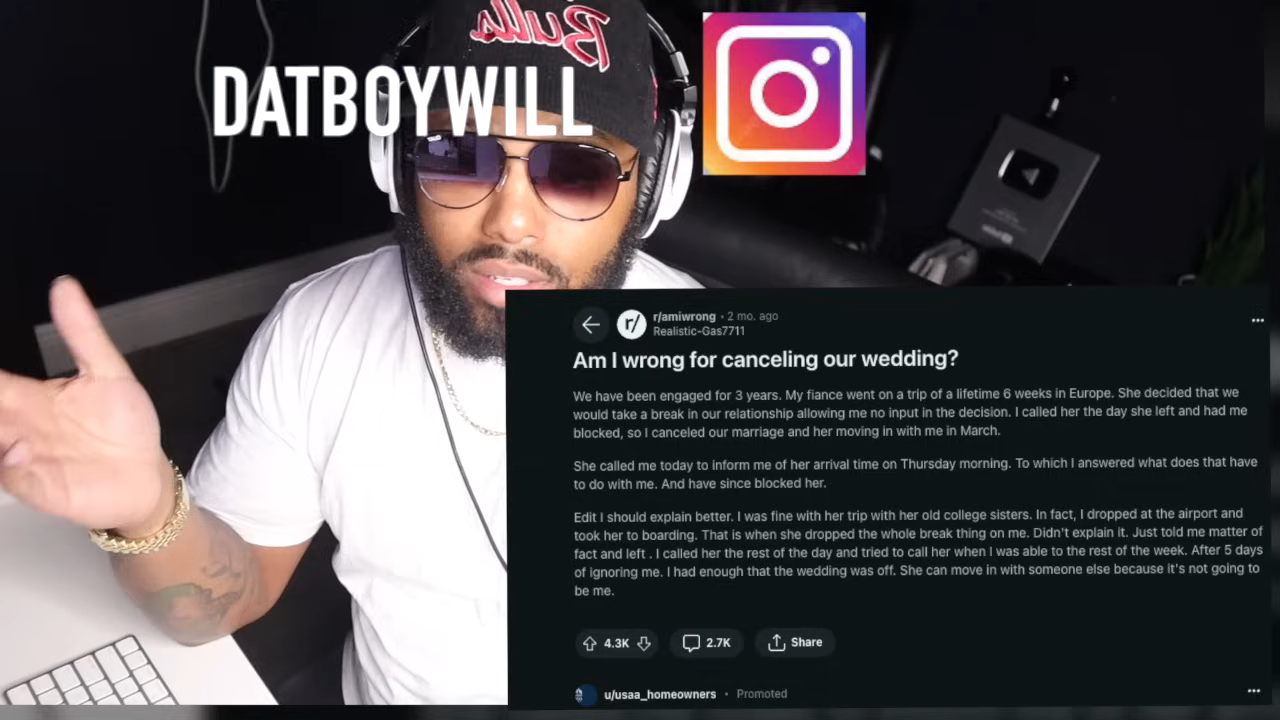 Bulls
DATBOYWILL
r/amiwrong · 2 mo. ago
r/
Realistic-Gas7711
Am I wrong for canceling our wedding?
We have been engaged for 3 years. My fiance went on a trip of a lifetime 6 weeks in Europe. She decided that we
would take a break in our relationship allowing me no input in the decision. I called her the day she left and had me
blocked, so I canceled our marriage and her moving in with me in March.
She called me today to inform me of her arrival time on Thursday morning. To which I answered what does that have
to do with me. And have since blocked her.
Edit I should explain better. I was fine with her trip with her old college sisters. In fact, I dropped at the airport and
took her to boarding. That is when she dropped the whole break thing on me. Didn't explain it. Just told me matter of
fact and left . I called her the rest of the day and tried to call her when I was able to the rest of the week. After 5 days
of ignoring me. I had enough that the wedding was off. She can move in with someone else because it's not going to
be me.
4.3K
2.7K
Share
u/usaa_homeowners · Promoted